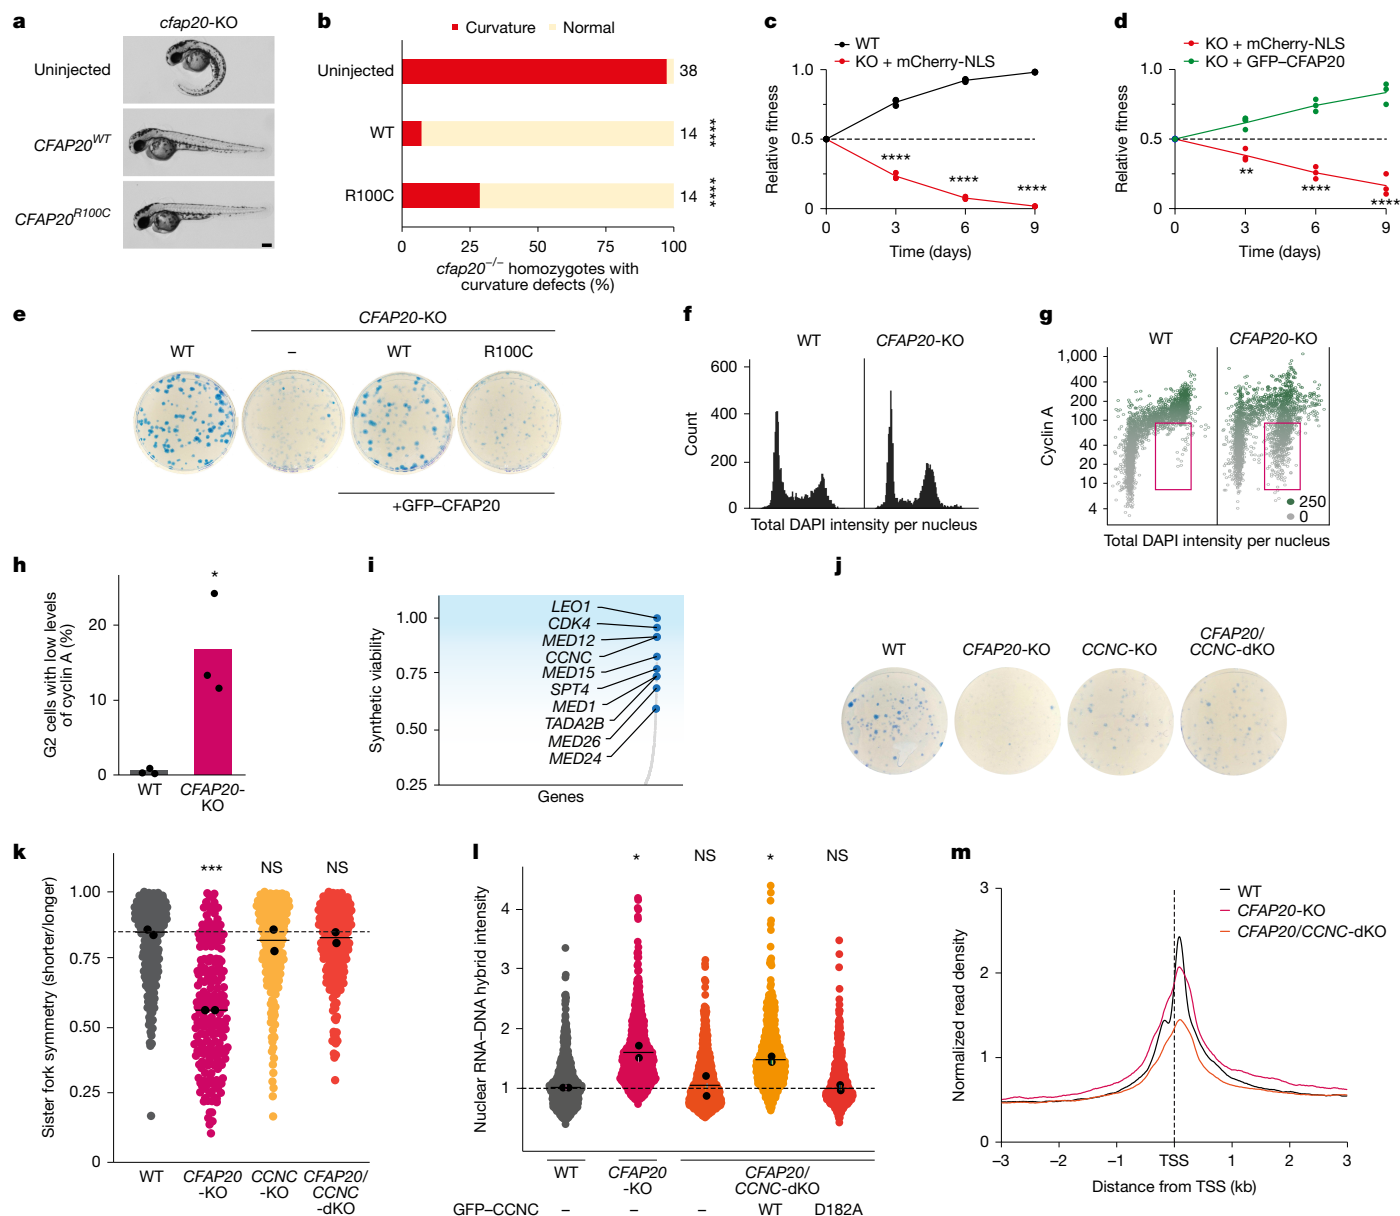 a
cfap20-KO
Uninjected
CFAP20WT
CFAP20R100C
b
Curvature
Normal
Uninjected
38
WT
14
****
R100C
14
****
0
25
50
75
100
cfap20−/− homozygotes with
curvature defects (%)
c
WT
KO + mCherry-NLS
Relative fitness
1.0
0.5
0
****
****
****
0
3
6
9
Time (days)
d
KO + mCherry-NLS
KO + GFP–CFAP20
Relative fitness
1.0
0.5
0
**
****
****
0
3
6
9
Time (days)
e
CFAP20-KO
WT
–
WT
R100C
+GFP–CFAP20
f
WT
CFAP20-KO
Count
600
400
200
0
Total DAPI intensity per nucleus
g
WT
CFAP20-KO
Cyclin A
1,000
400
200
100
40
20
10
4
250
0
Total DAPI intensity per nucleus
h
G2 cells with low levels
of cyclin A (%)
20
10
0
*
WT
CFAP20-
KO
i
Synthetic viability
1.00
0.75
0.50
0.25
LEO1
CDK4
MED12
CCNC
MED15
SPT4
MED1
TADA2B
MED26
MED24
Genes
j
WT
CFAP20-KO
CCNC-KO
CFAP20/
CCNC-dKO
k
Sister fork symmetry (shorter/longer)
1.00
0.75
0.50
0.25
0
***
NS
NS
WT
CFAP20
-KO
CCNC
-KO
CFAP20/
CCNC
-dKO
l
Nuclear RNA–DNA hybrid intensity
4
3
2
1
*
NS
*
NS
WT
CFAP20
-KO
CFAP20/
CCNC-dKO
GFP–CCNC
–
–
–
WT
D182A
m
WT
CFAP20-KO
CFAP20/CCNC-dKO
Normalized read density
3
2
1
0
−3
−2
−1
TSS
1
2
3
Distance from TSS (kb)